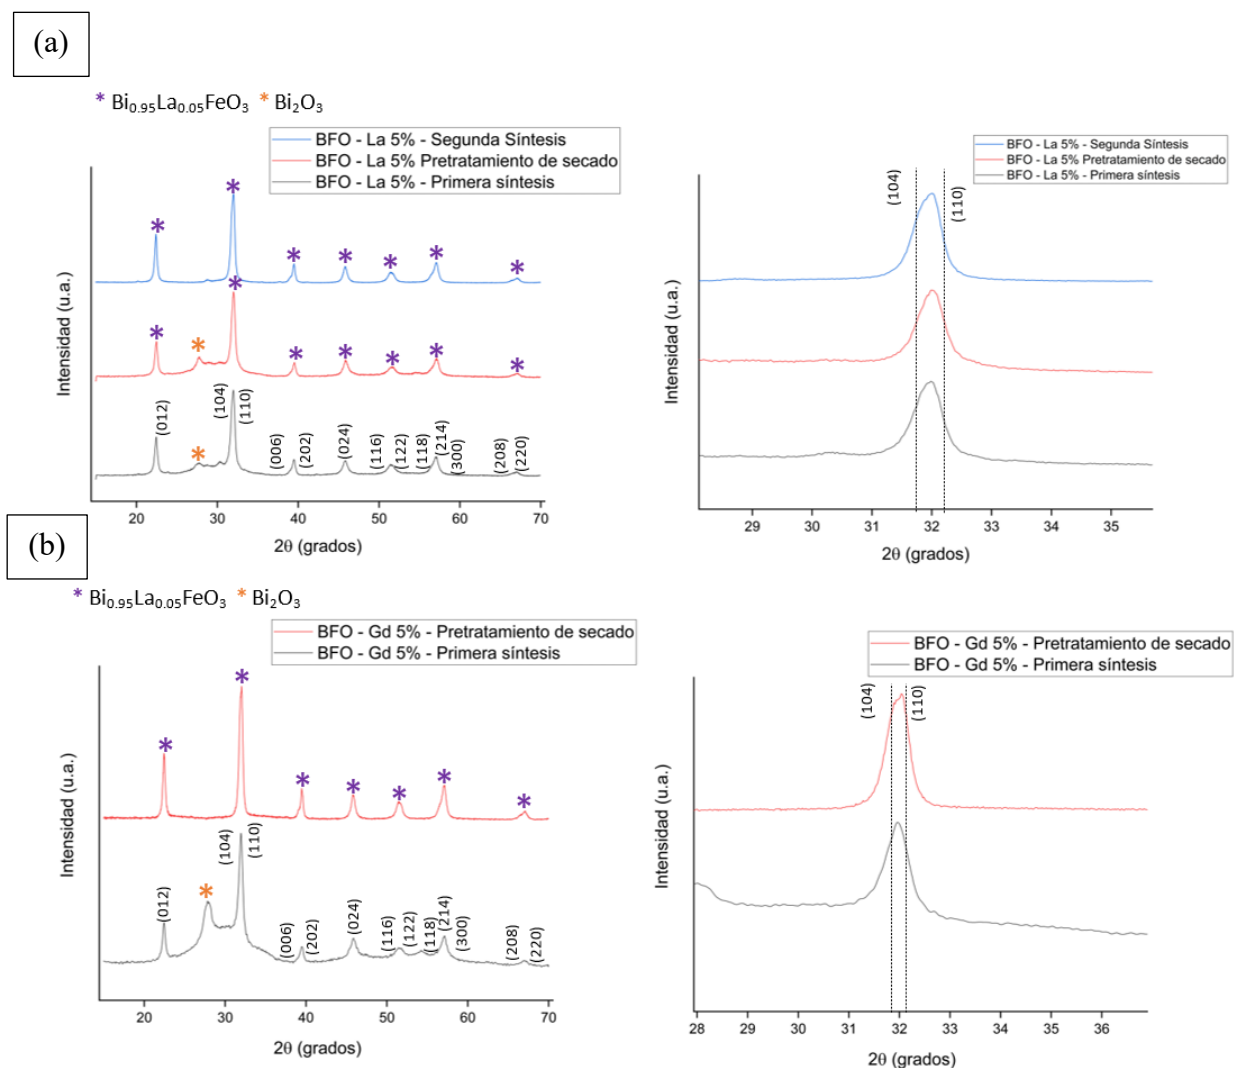 (a)
* Bi₀.₉₅La₀.₀₅FeO₃ * Bi₂O₃
BFO - La 5% - Segunda Síntesis
BFO - La 5% Pretratamiento de secado
BFO - La 5% - Primera síntesis
Intensidad (u.a.)
(012)
(104)
(110)
(006)
(202)
(024)
(116)
(122)
(118)
(214)
(300)
(208)
(220)
20 30 40 50 60 70
2θ (grados)
BFO - La 5% - Segunda Síntesis
BFO - La 5% Pretratamiento de secado
BFO - La 5% - Primera síntesis
(104)
(110)
Intensidad (u.a.)
29 30 31 32 33 34 35
2θ (grados)
(b)
* Bi₀.₉₅La₀.₀₅FeO₃ * Bi₂O₃
BFO - Gd 5% - Pretratamiento de secado
BFO - Gd 5% - Primera síntesis
Intensidad (u.a.)
(012)
(104)
(110)
(006)
(202)
(024)
(116)
(122)
(118)
(214)
(300)
(208)
(220)
20 30 40 50 60 70
2θ (grados)
BFO - Gd 5% - Pretratamiento de secado
BFO - Gd 5% - Primera síntesis
(104)
(110)
Intensidad (u.a.)
28 29 30 31 32 33 34 35 36
2θ (grados)